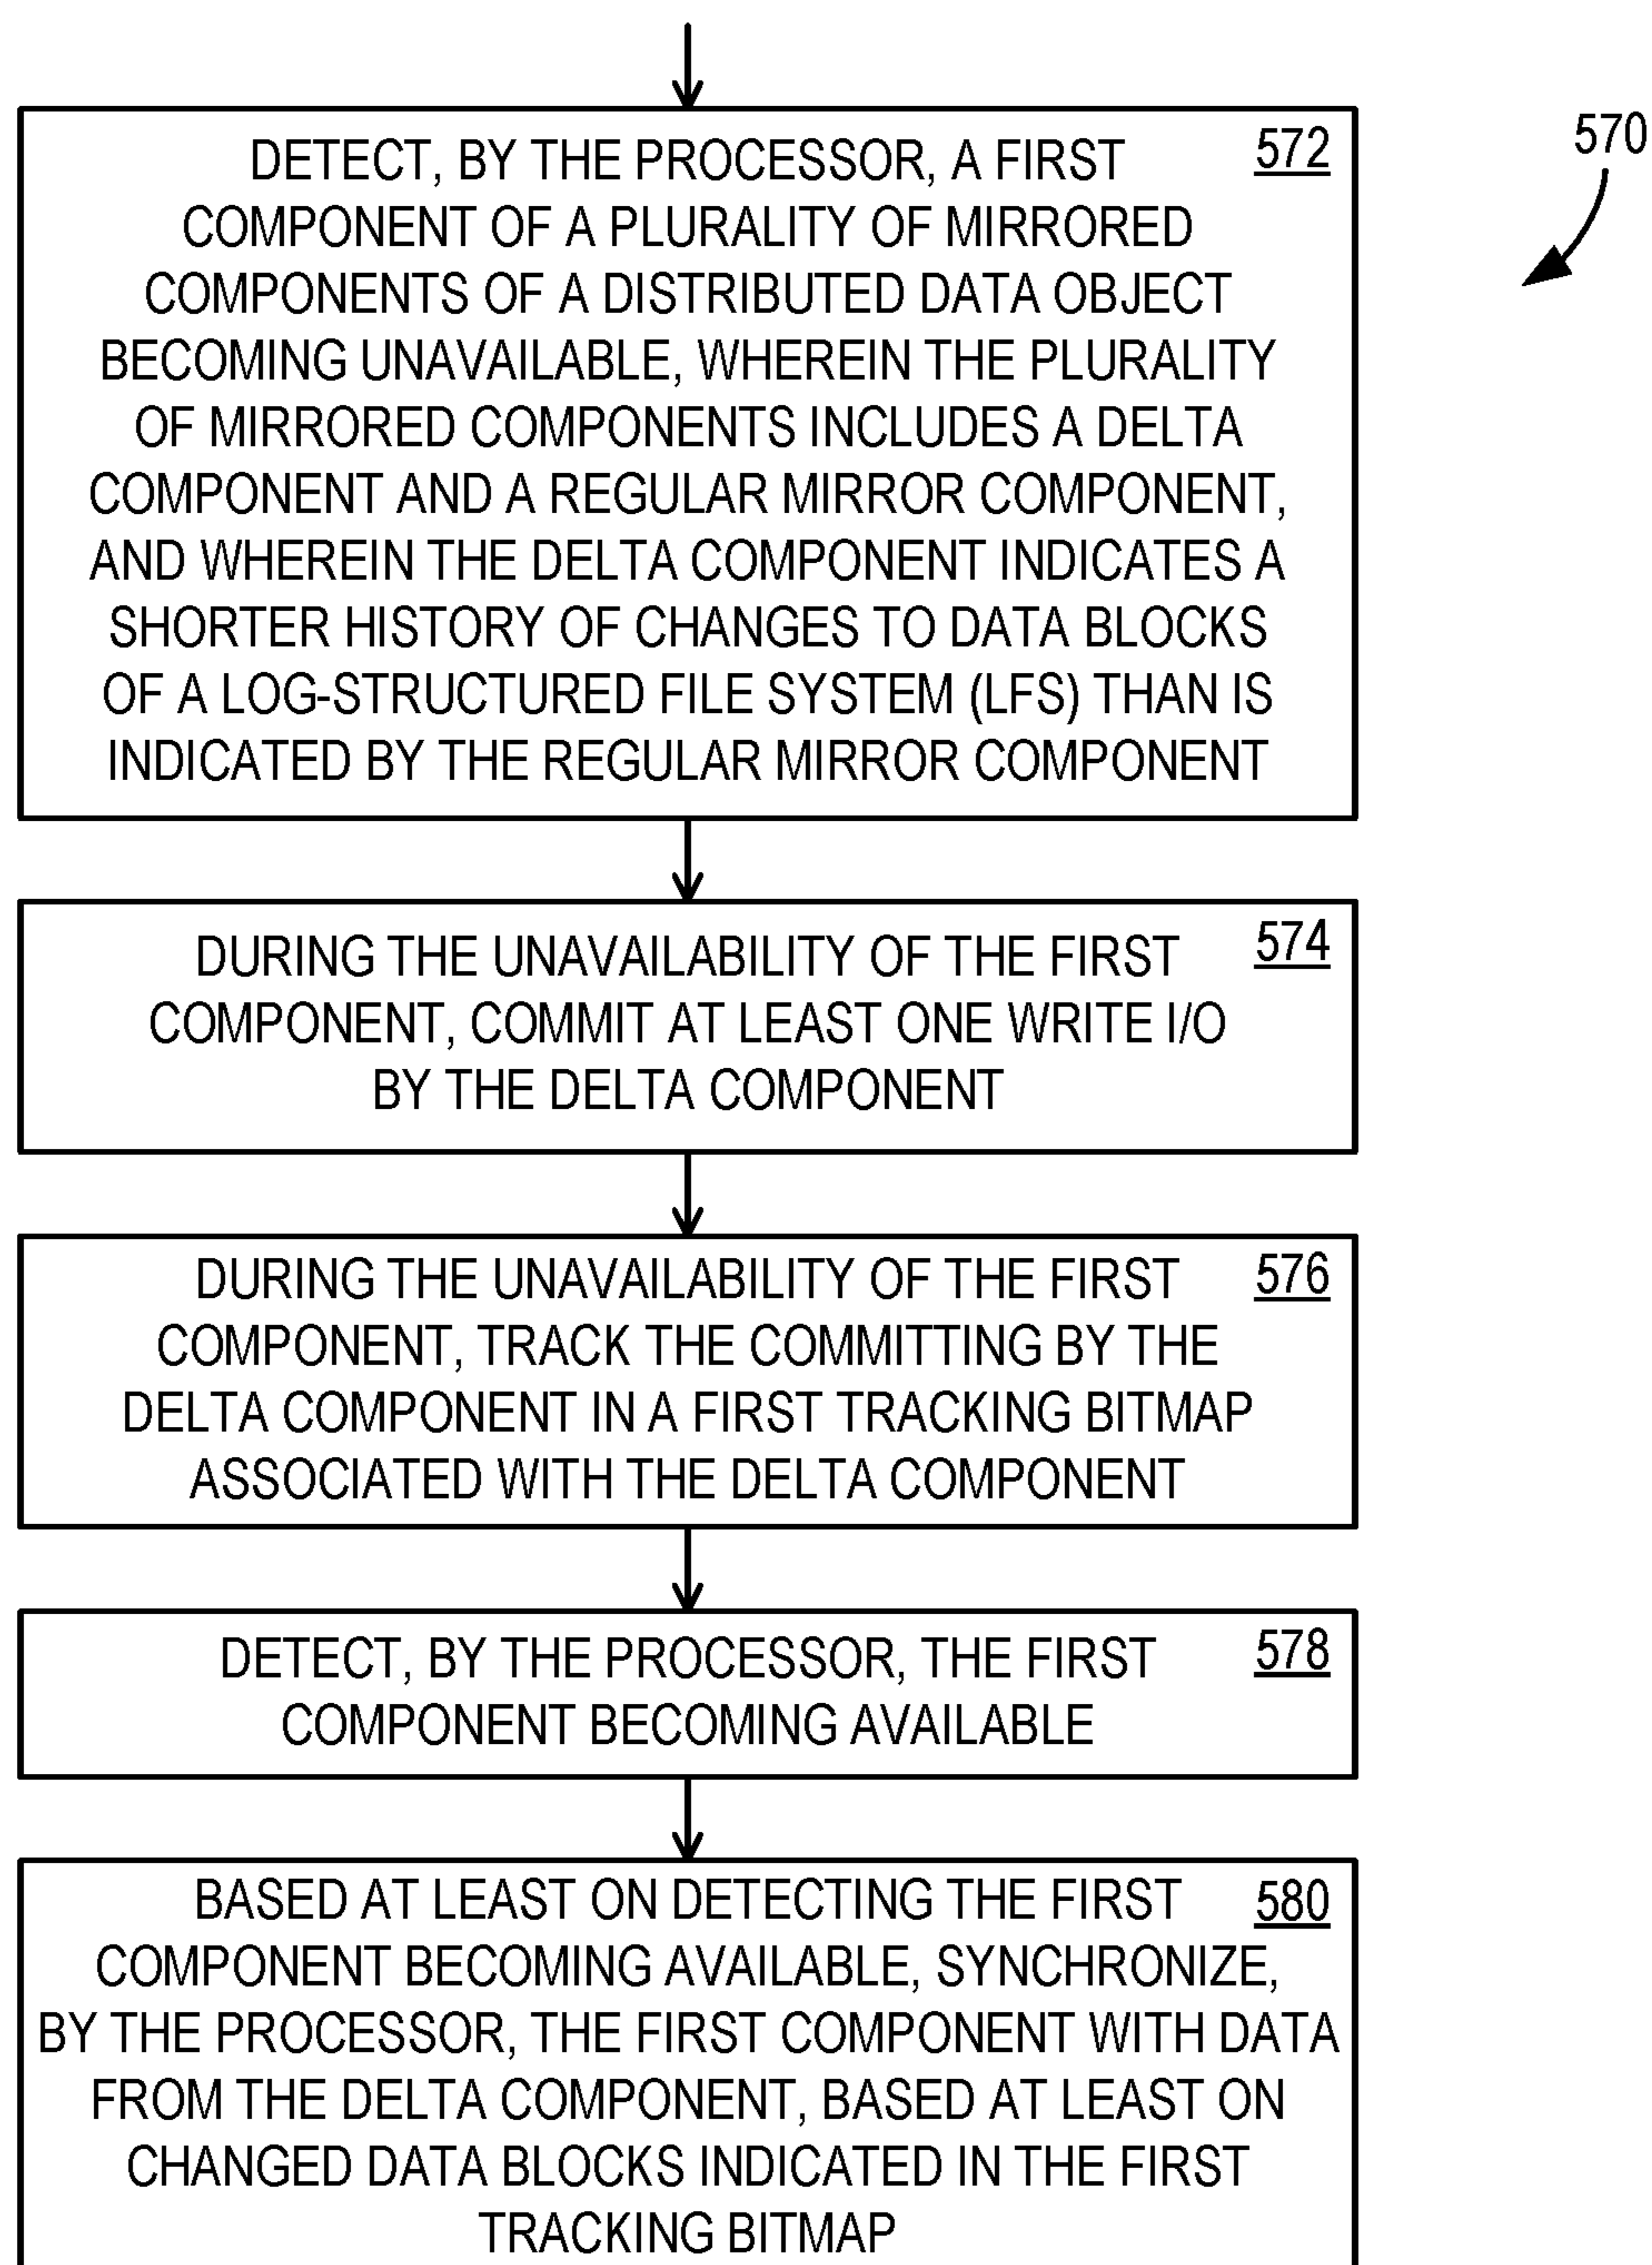 570
572
DETECT, BY THE PROCESSOR, A FIRST
COMPONENT OF A PLURALITY OF MIRRORED
COMPONENTS OF A DISTRIBUTED DATA OBJECT
BECOMING UNAVAILABLE, WHEREIN THE PLURALITY
OF MIRRORED COMPONENTS INCLUDES A DELTA
COMPONENT AND A REGULAR MIRROR COMPONENT,
AND WHEREIN THE DELTA COMPONENT INDICATES A
SHORTER HISTORY OF CHANGES TO DATA BLOCKS
OF A LOG-STRUCTURED FILE SYSTEM (LFS) THAN IS
INDICATED BY THE REGULAR MIRROR COMPONENT
574
DURING THE UNAVAILABILITY OF THE FIRST
COMPONENT, COMMIT AT LEAST ONE WRITE I/O
BY THE DELTA COMPONENT
576
DURING THE UNAVAILABILITY OF THE FIRST
COMPONENT, TRACK THE COMMITTING BY THE
DELTA COMPONENT IN A FIRST TRACKING BITMAP
ASSOCIATED WITH THE DELTA COMPONENT
578
DETECT, BY THE PROCESSOR, THE FIRST
COMPONENT BECOMING AVAILABLE
580
BASED AT LEAST ON DETECTING THE FIRST
COMPONENT BECOMING AVAILABLE, SYNCHRONIZE,
BY THE PROCESSOR, THE FIRST COMPONENT WITH DATA
FROM THE DELTA COMPONENT, BASED AT LEAST ON
CHANGED DATA BLOCKS INDICATED IN THE FIRST
TRACKING BITMAP